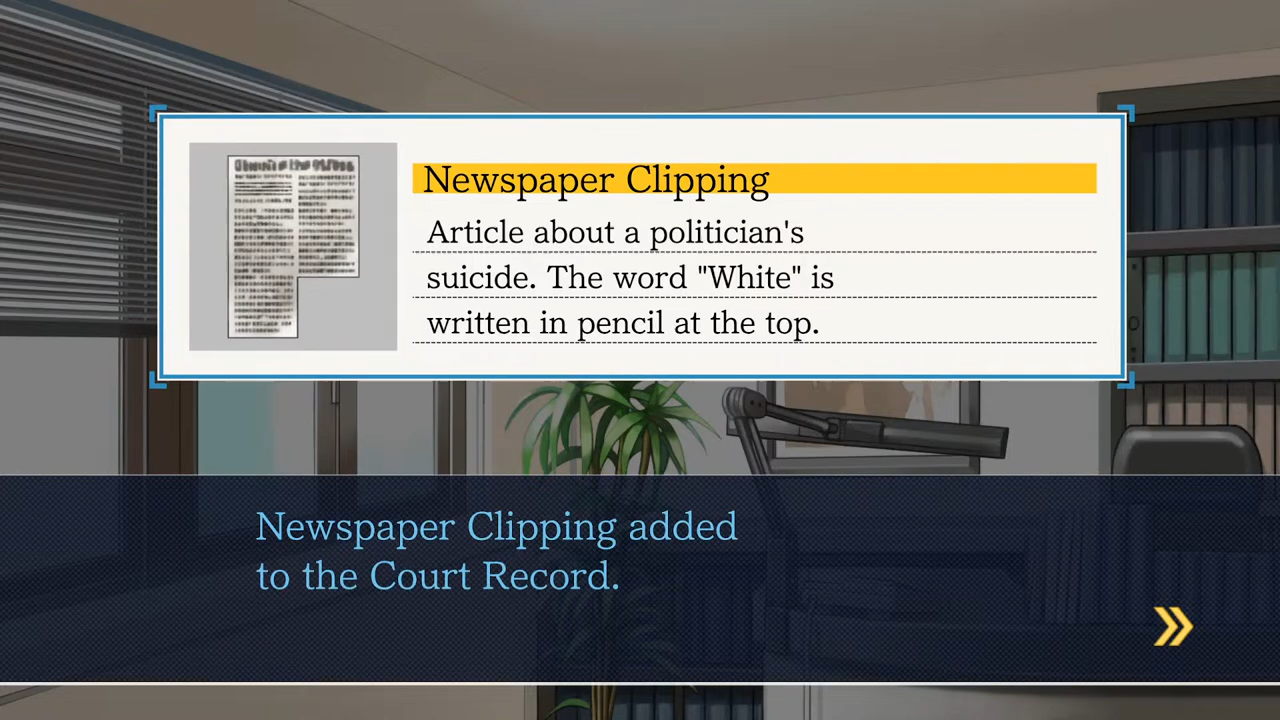 Newspaper Clipping
Article about a politician's
suicide. The word "White" is
written in pencil at the top.
Newspaper Clipping added
to the Court Record.